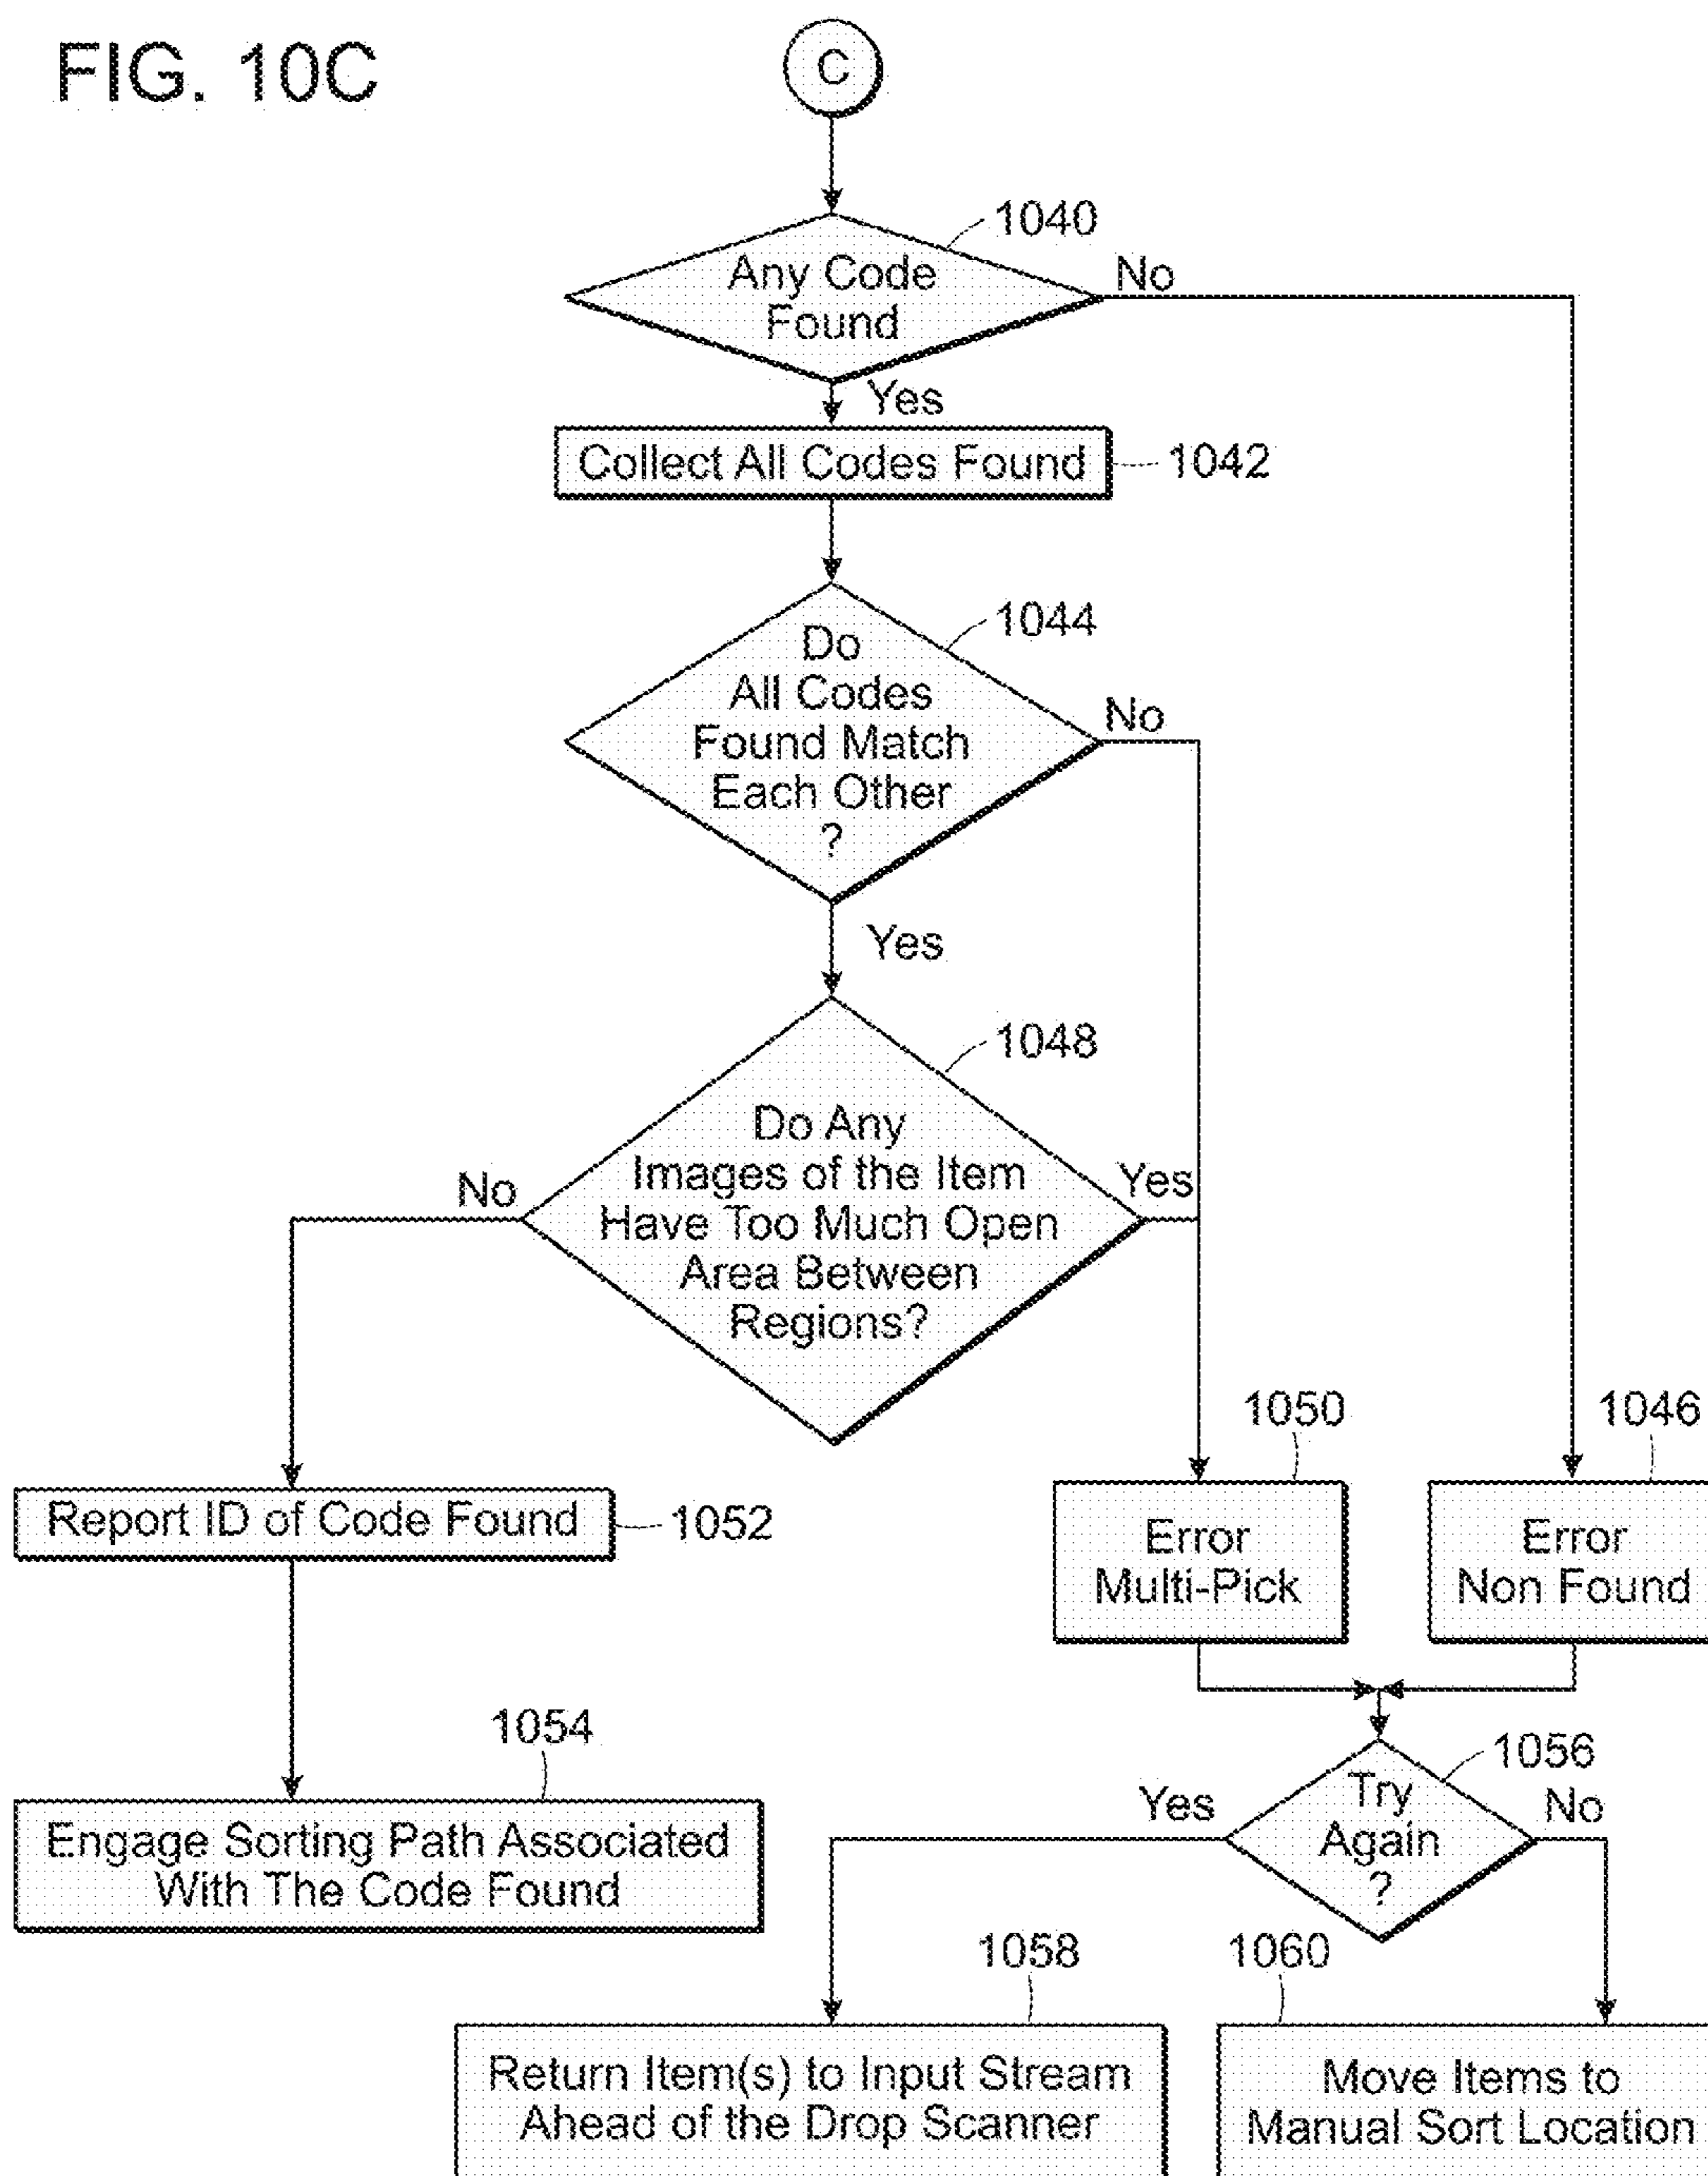 FIG. 10C
C
1040
Any Code
Found
No
Yes
Collect All Codes Found
1042
1044
Do
All Codes
Found Match
Each Other
?
No
Yes
1048
Do Any
Images of the Item
Have Too Much Open
Area Between
Regions?
No
Yes
1050
1046
Report ID of Code Found
1052
Error
Multi-Pick
Error
Non Found
1054
Engage Sorting Path Associated
With The Code Found
1056
Try
Again
?
Yes
No
1058
1060
Return Item(s) to Input Stream
Ahead of the Drop Scanner
Move Items to
Manual Sort Location